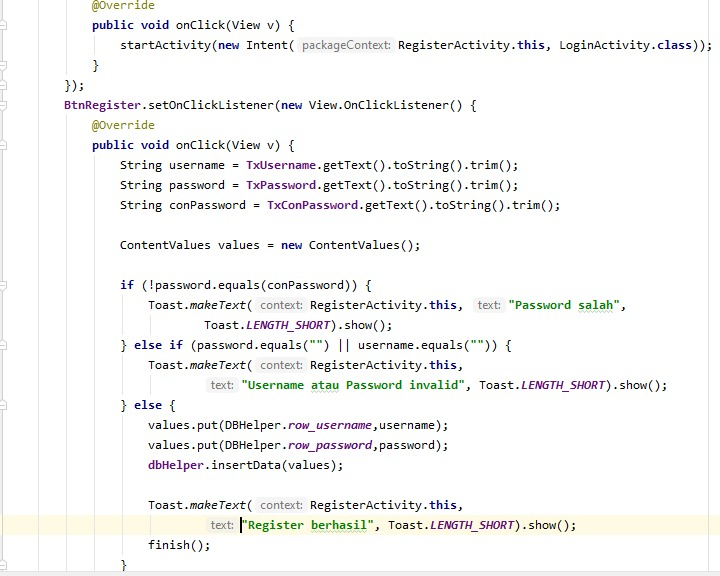 @Override
public void onClick(View v) {
startActivity(new Intent( packageContext: RegisterActivity.this, LoginActivity.class));
}
});
BtnRegister.setOnClickListener(new View.OnClickListener() {
@Override
public void onClick(View v) {
String username = TxUsername.getText().toString().trim();
String password = TxPassword.getText().toString().trim();
String conPassword = TxConPassword.getText().toString().trim();
ContentValues values = new ContentValues();
if (!password.equals(conPassword)) {
Toast.makeText( context: RegisterActivity.this, text: "Password salah",
Toast.LENGTH_SHORT).show();
} else if (password.equals("") || username.equals("")) {
Toast.makeText( context: RegisterActivity.this,
text: "Username atau Password invalid", Toast.LENGTH_SHORT).show();
} else {
values.put(DBHelper.row_username,username);
values.put(DBHelper.row_password,password);
dbHelper.insertData(values);
Toast.makeText( context: RegisterActivity.this,
text: "Register berhasil", Toast.LENGTH_SHORT).show();
finish();
}